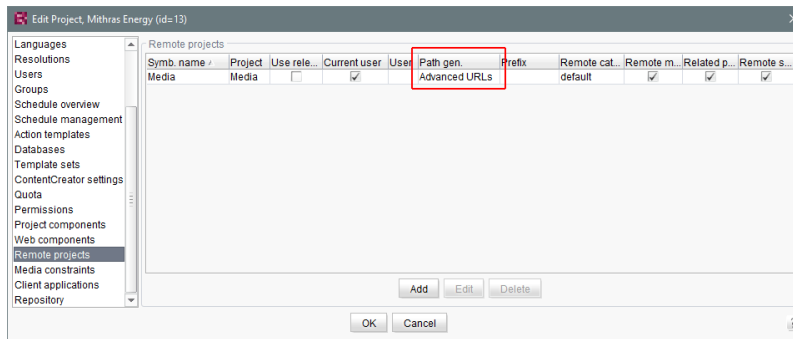 Edit Project, Mithras Energy (id=13)
Languages
Resolutions
Users
Groups
Schedule overview
Schedule management
Action templates
Databases
Template sets
ContentCreator settings
Quota
Permissions
Project components
Web components
Remote projects
Media constraints
Client applications
Repository
Remote projects
Symb. name Project Use rele... Current user User Path gen. Prefix Remote cat... Remote m... Related p... Remote s...
Media Media Advanced URLs default
Add Edit Delete
OK Cancel